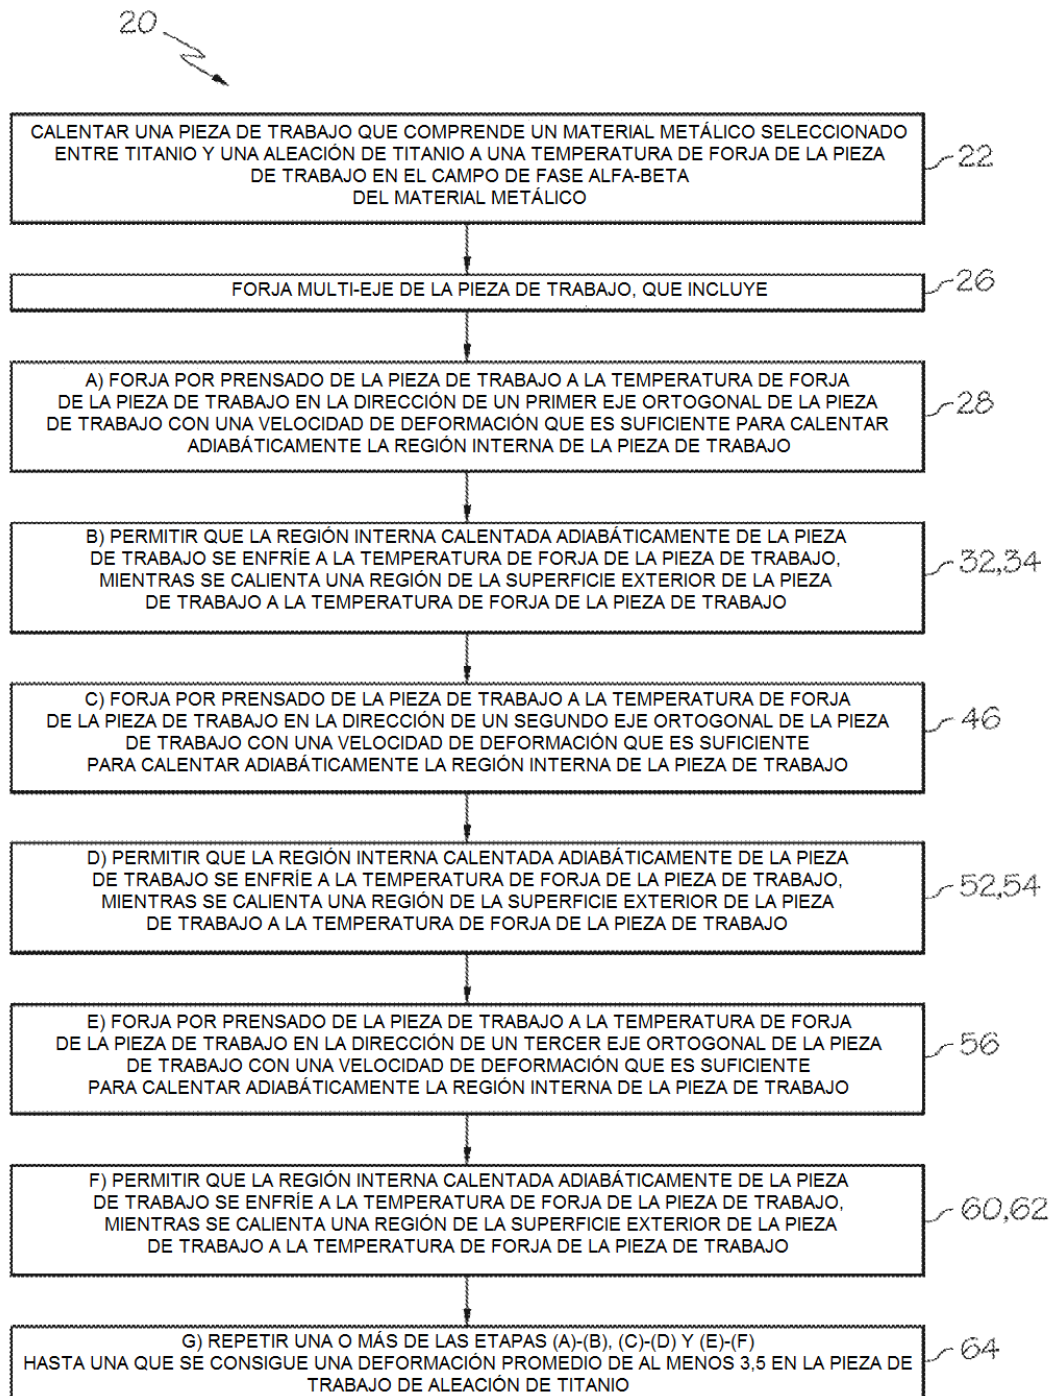 20
CALENTAR UNA PIEZA DE TRABAJO QUE COMPRENDE UN MATERIAL METÁLICO SELECCIONADO
ENTRE TITANIO Y UNA ALEACIÓN DE TITANIO A UNA TEMPERATURA DE FORJA DE LA PIEZA
DE TRABAJO EN EL CAMPO DE FASE ALFA-BETA
DEL MATERIAL METÁLICO
22
FORJA MULTI-EJE DE LA PIEZA DE TRABAJO, QUE INCLUYE
26
A) FORJA POR PRENSADO DE LA PIEZA DE TRABAJO A LA TEMPERATURA DE FORJA
DE LA PIEZA DE TRABAJO EN LA DIRECCIÓN DE UN PRIMER EJE ORTOGONAL DE LA PIEZA
DE TRABAJO CON UNA VELOCIDAD DE DEFORMACIÓN QUE ES SUFICIENTE PARA CALENTAR
ADIABÁTICAMENTE LA REGIÓN INTERNA DE LA PIEZA DE TRABAJO
28
B) PERMITIR QUE LA REGIÓN INTERNA CALENTADA ADIABÁTICAMENTE DE LA PIEZA
DE TRABAJO SE ENFRÍE A LA TEMPERATURA DE FORJA DE LA PIEZA DE TRABAJO,
MIENTRAS SE CALIENTA UNA REGIÓN DE LA SUPERFICIE EXTERIOR DE LA PIEZA
DE TRABAJO A LA TEMPERATURA DE FORJA DE LA PIEZA DE TRABAJO
32,34
C) FORJA POR PRENSADO DE LA PIEZA DE TRABAJO A LA TEMPERATURA DE FORJA
DE LA PIEZA DE TRABAJO EN LA DIRECCIÓN DE UN SEGUNDO EJE ORTOGONAL DE LA PIEZA
DE TRABAJO CON UNA VELOCIDAD DE DEFORMACIÓN QUE ES SUFICIENTE
PARA CALENTAR ADIABÁTICAMENTE LA REGIÓN INTERNA DE LA PIEZA DE TRABAJO
46
D) PERMITIR QUE LA REGIÓN INTERNA CALENTADA ADIABÁTICAMENTE DE LA PIEZA
DE TRABAJO SE ENFRÍE A LA TEMPERATURA DE FORJA DE LA PIEZA DE TRABAJO,
MIENTRAS SE CALIENTA UNA REGIÓN DE LA SUPERFICIE EXTERIOR DE LA PIEZA
DE TRABAJO A LA TEMPERATURA DE FORJA DE LA PIEZA DE TRABAJO
52,54
E) FORJA POR PRENSADO DE LA PIEZA DE TRABAJO A LA TEMPERATURA DE FORJA
DE LA PIEZA DE TRABAJO EN LA DIRECCIÓN DE UN TERCER EJE ORTOGONAL DE LA PIEZA
DE TRABAJO CON UNA VELOCIDAD DE DEFORMACIÓN QUE ES SUFICIENTE
PARA CALENTAR ADIABÁTICAMENTE LA REGIÓN INTERNA DE LA PIEZA DE TRABAJO
56
F) PERMITIR QUE LA REGIÓN INTERNA CALENTADA ADIABÁTICAMENTE DE LA PIEZA
DE TRABAJO SE ENFRÍE A LA TEMPERATURA DE FORJA DE LA PIEZA DE TRABAJO,
MIENTRAS SE CALIENTA UNA REGIÓN DE LA SUPERFICIE EXTERIOR DE LA PIEZA
DE TRABAJO A LA TEMPERATURA DE FORJA DE LA PIEZA DE TRABAJO
60,62
G) REPETIR UNA O MÁS DE LAS ETAPAS (A)-(B), (C)-(D) Y (E)-(F)
HASTA UNA QUE SE CONSIGUE UNA DEFORMACIÓN PROMEDIO DE AL MENOS 3,5 EN LA PIEZA DE
TRABAJO DE ALEACIÓN DE TITANIO
64